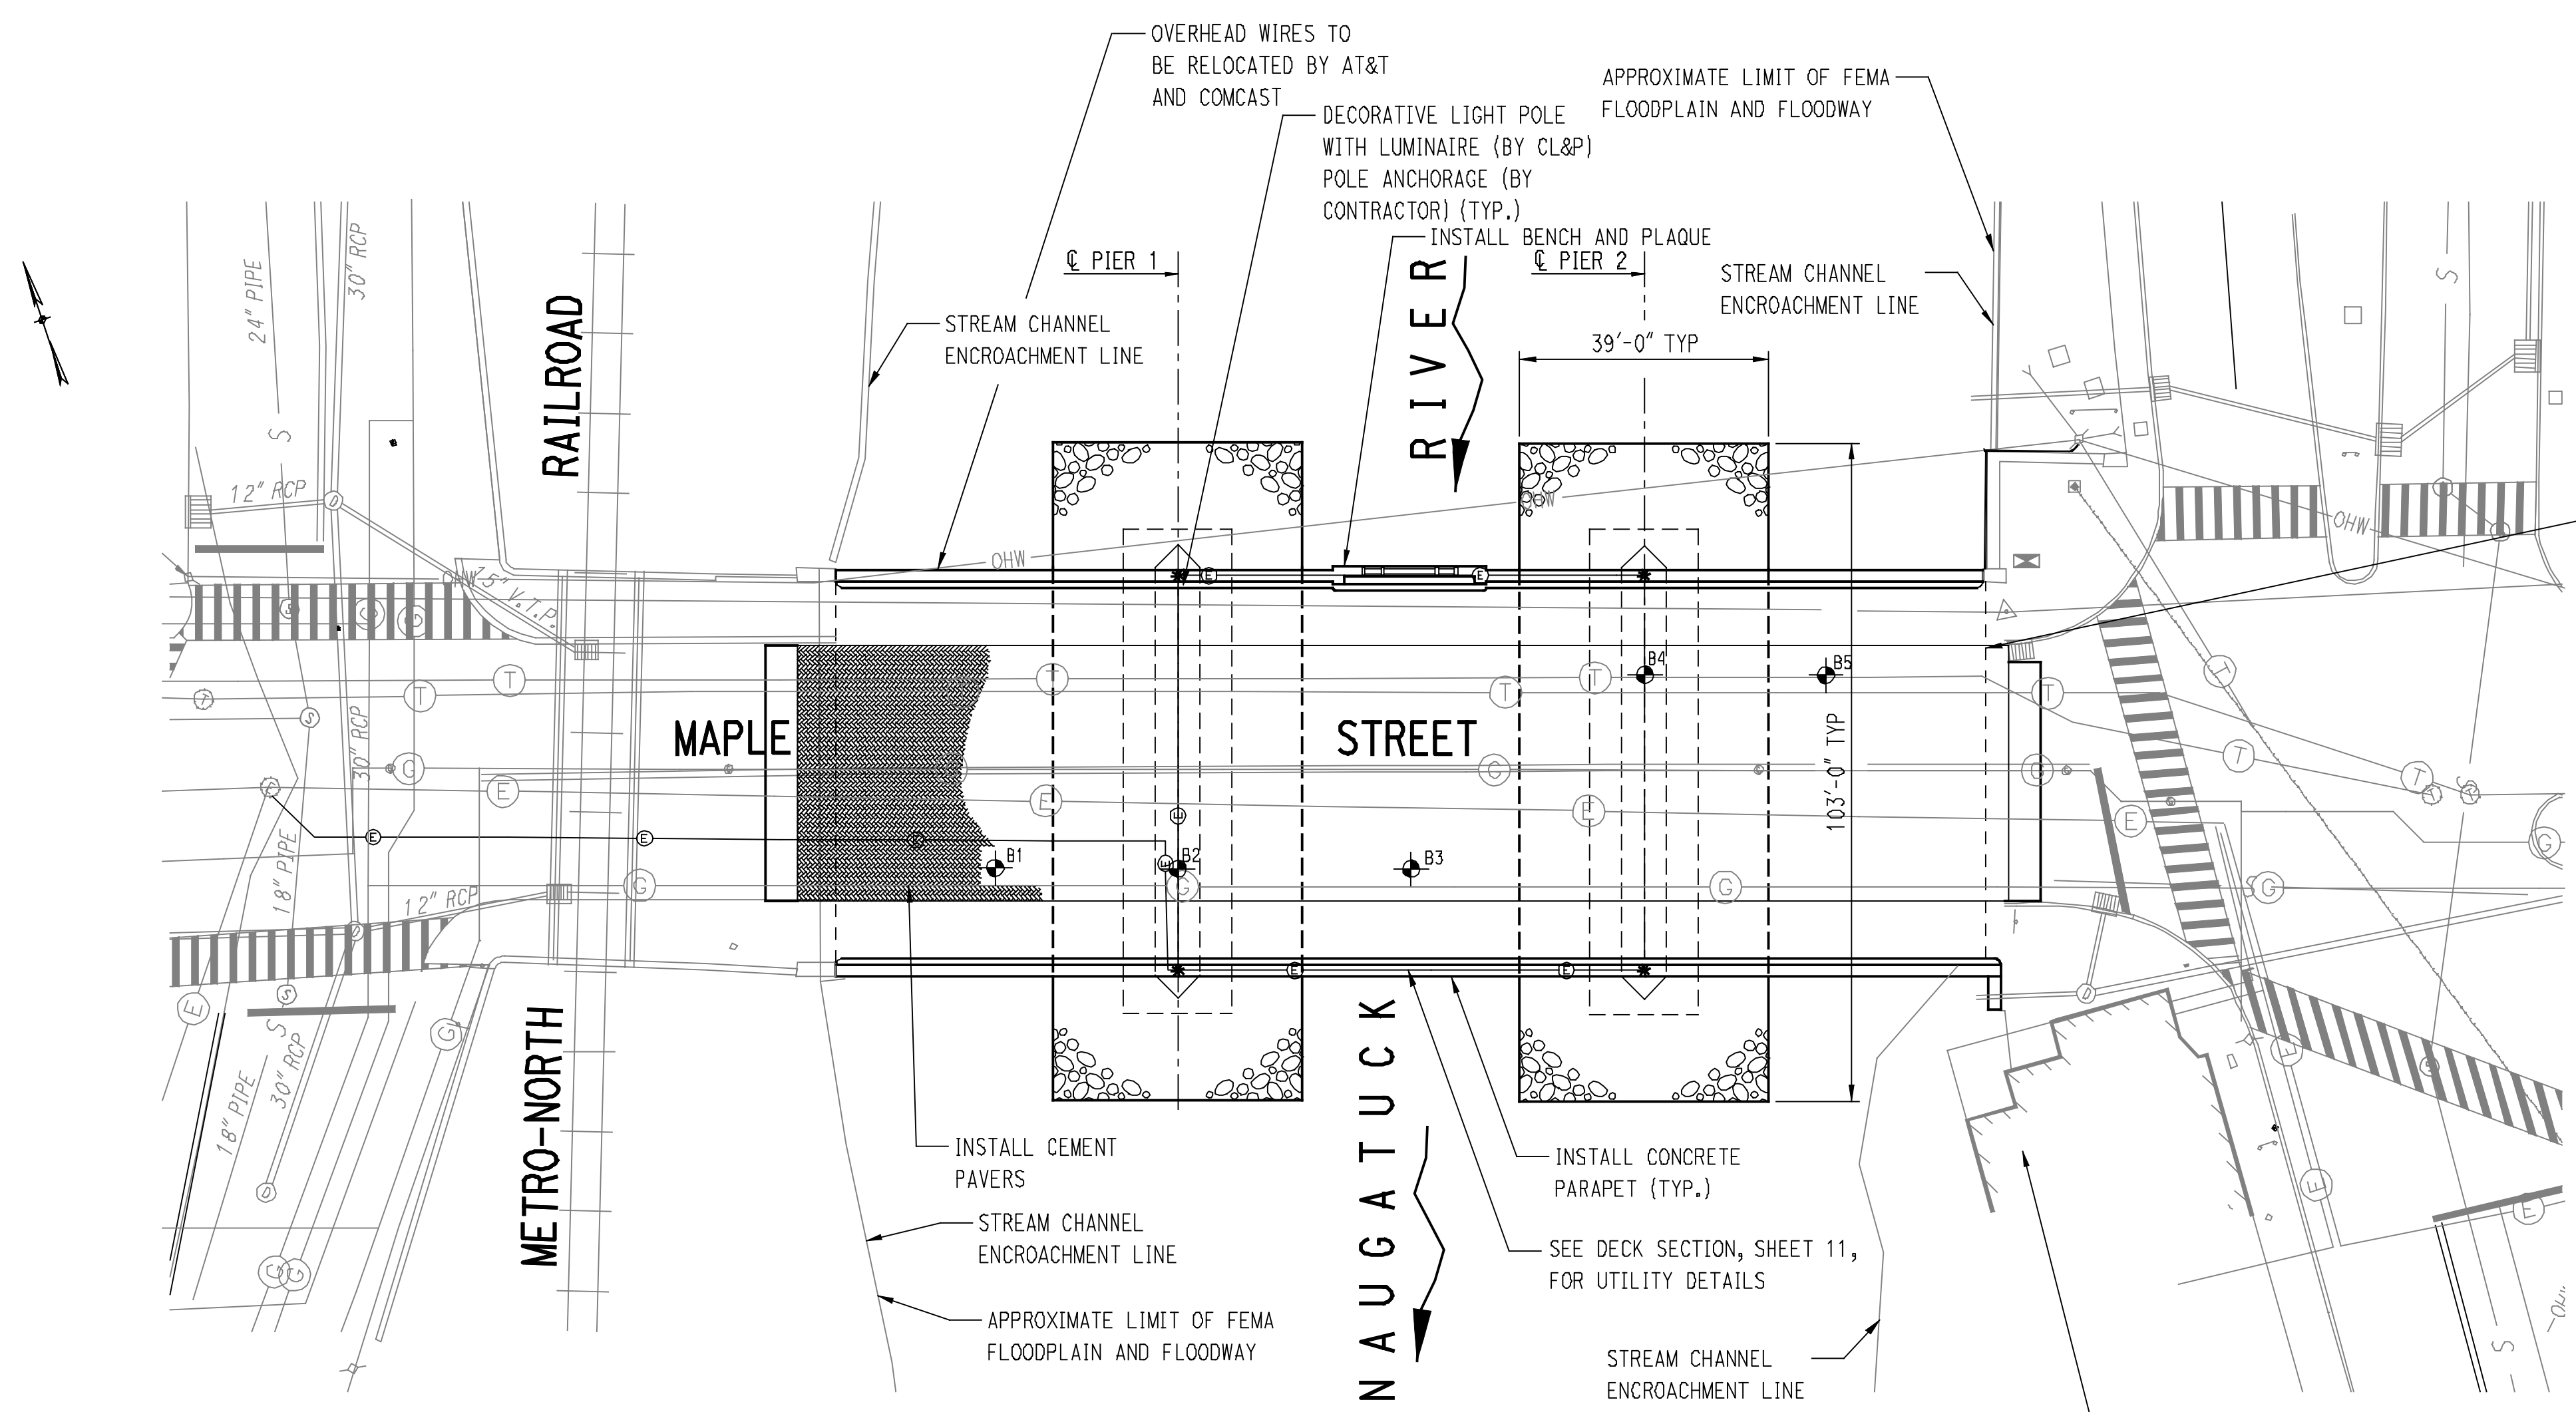 OVERHEAD WIRES TO
BE RELOCATED BY AT&T
AND COMCAST
APPROXIMATE LIMIT OF FEMA
FLOODPLAIN AND FLOODWAY
DECORATIVE LIGHT POLE
WITH LUMINAIRE (BY CL&P)
POLE ANCHORAGE (BY
CONTRACTOR) (TYP.)
INSTALL BENCH AND PLAQUE
℄ PIER 1
℄ PIER 2
STREAM CHANNEL
ENCROACHMENT LINE
STREAM CHANNEL
ENCROACHMENT LINE
39'-0" TYP
RIVER
RAILROAD
24" PIPE
30" RCP
S
S
12" RCP
D
OHW
OHW
OHW
7.5" V.T.P.
S
G
T
T
T
T
T
T
T
T
T
T
T
T
B4
B5
MAPLE STREET
103'-0" TYP
30" RCP
S
G
E
E
E
E
E
E
E
E
E
E
E
B1
B2
B3
G
G
G
G
G
18" PIPE
12" RCP
D
D
E
E
S
S
G
30" RCP
18" PIPE
D
G
G
METRO-NORTH
NAUGATUCK
INSTALL CEMENT
PAVERS
INSTALL CONCRETE
PARAPET (TYP.)
STREAM CHANNEL
ENCROACHMENT LINE
SEE DECK SECTION, SHEET 11,
FOR UTILITY DETAILS
APPROXIMATE LIMIT OF FEMA
FLOODPLAIN AND FLOODWAY
STREAM CHANNEL
ENCROACHMENT LINE
E
E
E
S